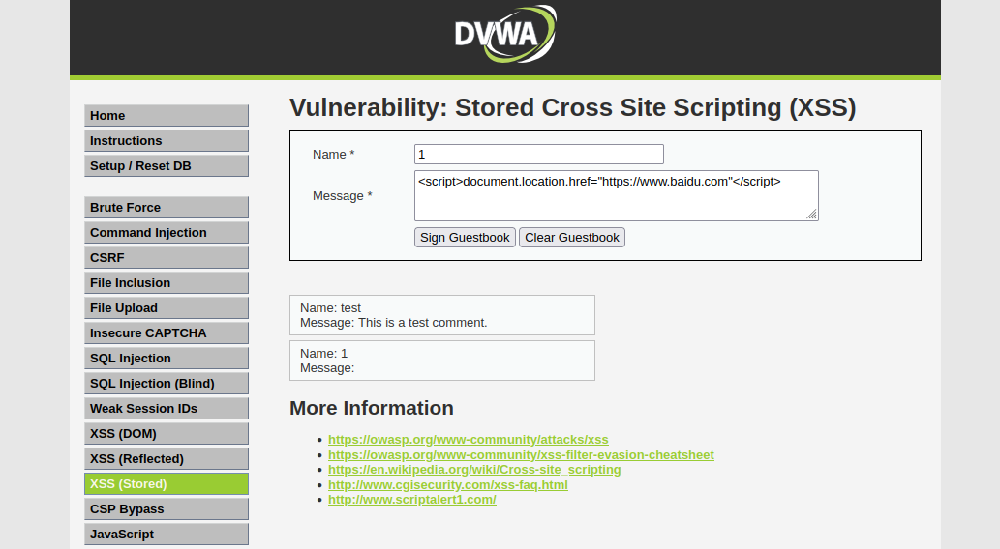 DVWA
Home
Instructions
Setup / Reset DB
Brute Force
Command Injection
CSRF
File Inclusion
File Upload
Insecure CAPTCHA
SQL Injection
SQL Injection (Blind)
Weak Session IDs
XSS (DOM)
XSS (Reflected)
XSS (Stored)
CSP Bypass
JavaScript
Vulnerability: Stored Cross Site Scripting (XSS)
Name * 1
Message * <script>document.location.href="https://www.baidu.com"</script>
Sign Guestbook Clear Guestbook
Name: test
Message: This is a test comment.
Name: 1
Message:
More Information
• https://owasp.org/www-community/attacks/xss
• https://owasp.org/www-community/xss-filter-evasion-cheatsheet
• https://en.wikipedia.org/wiki/Cross-site_scripting
• http://www.cgisecurity.com/xss-faq.html
• http://www.scriptalert1.com/